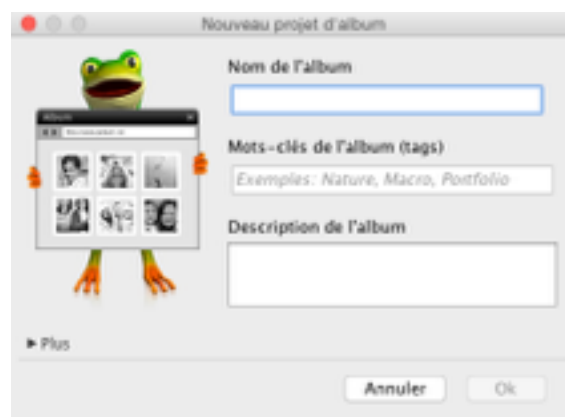 Nouveau projet d'album
Nom de l'album
Album
Mots-clés de l'album (tags)
Exemples: Nature, Macro, Portfolio
Description de l'album
Plus
Annuler
Ok